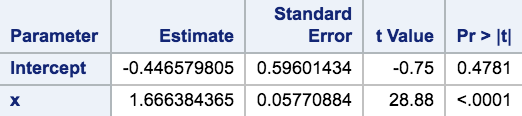 Parameter Estimate Standard Error t Value Pr > |t|
Intercept -0.446579805 0.59601434 -0.75 0.4781
x 1.666384365 0.05770884 28.88 <.0001